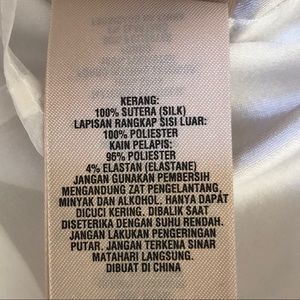 KERANG:
100% SUTERA (SILK)
LAPISAN RANGKAP SISI LUAR:
100% POLIESTER
KAIN PELAPIS:
96% POLIESTER
4% ELASTAN (ELASTANE)
JANGAN GUNAKAN PEMBERSIH
MENGANDUNG ZAT PENGELANTANG,
MINYAK DAN ALKOHOL. HANYA DAPAT
DICUCI KERING. DIBALIK SAAT
DISETERIKA DENGAN SUHU RENDAH.
JANGAN LAKUKAN PENGERINGAN
PUTAR. JANGAN TERKENA SINAR
MATAHARI LANGSUNG.
DIBUAT DI CHINA